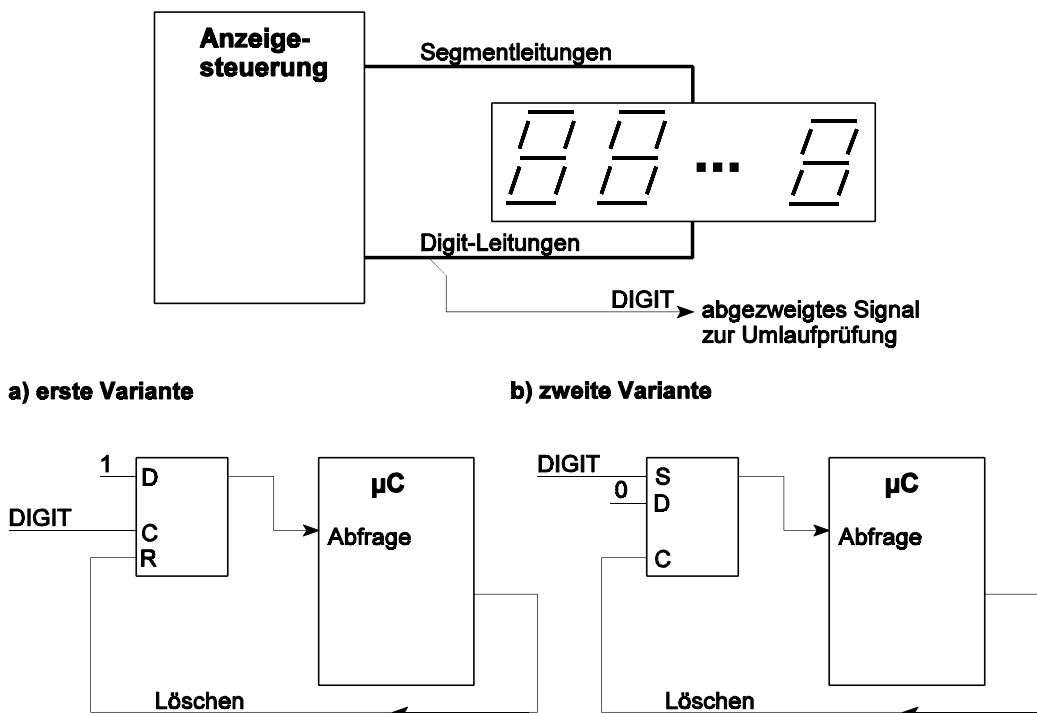 Anzeige-
steuerung
Segmentleitungen
Digit-Leitungen
DIGIT
abgezweigtes Signal
zur Umlaufprüfung
a) erste Variante
b) zweite Variante
1
D
DIGIT
C
R
µC
Abfrage
Löschen
DIGIT
S
0
D
C
µC
Abfrage
Löschen